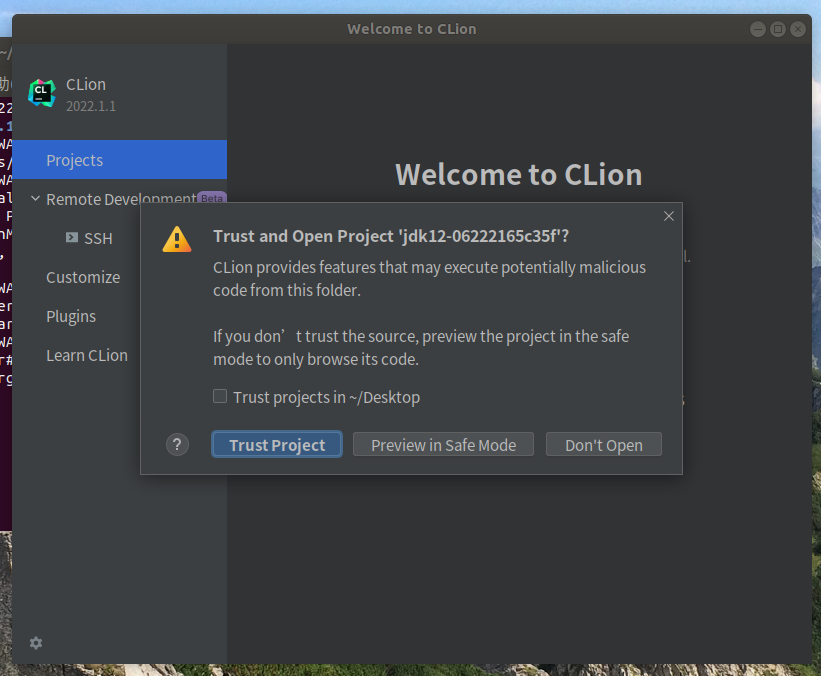 Welcome to CLion
CL
CLion
2022.1.1
Projects
Remote Development Beta
SSH
Customize
Plugins
Learn CLion
Welcome to CLion
Trust and Open Project 'jdk12-06222165c35f'?
CLion provides features that may execute potentially malicious
code from this folder.
If you don’t trust the source, preview the project in the safe
mode to only browse its code.
Trust projects in ~/Desktop
?
Trust Project
Preview in Safe Mode
Don't Open